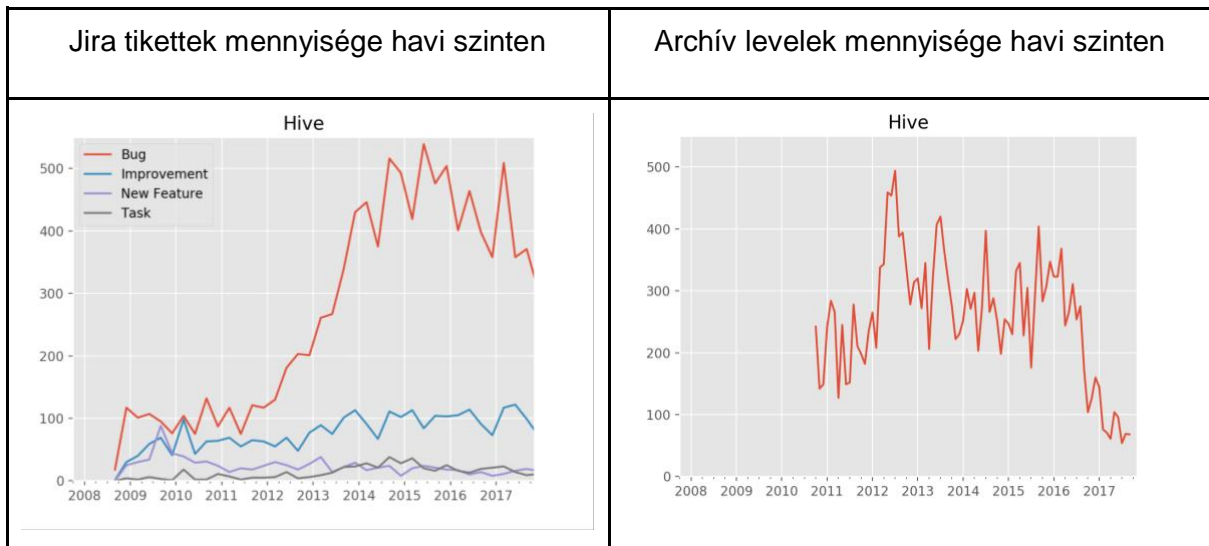 Jira tikettek mennyisége havi szinten
Archív levelek mennyisége havi szinten
Hive
Bug
Improvement
New Feature
Task
500
400
300
200
100
0
2008 2009 2010 2011 2012 2013 2014 2015 2016 2017
Hive
500
400
300
200
100
0
2008 2009 2010 2011 2012 2013 2014 2015 2016 2017